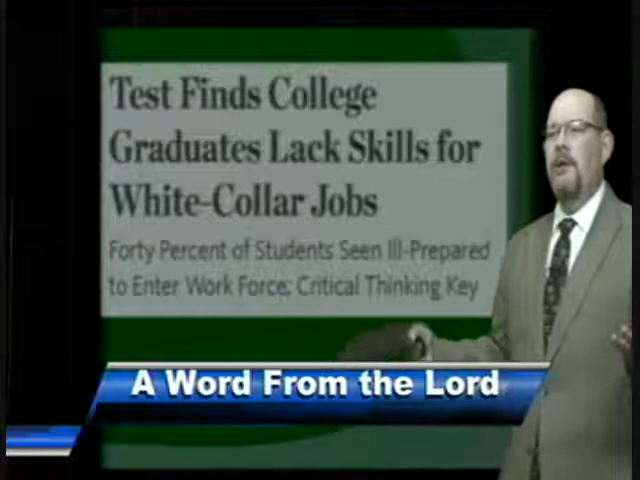 Test Finds College
Graduates Lack Skills for
White-Collar Jobs
Forty Percent of Students Seen Ill-Prepared
to Enter Work Force; Critical Thinking Key
A Word From the Lord